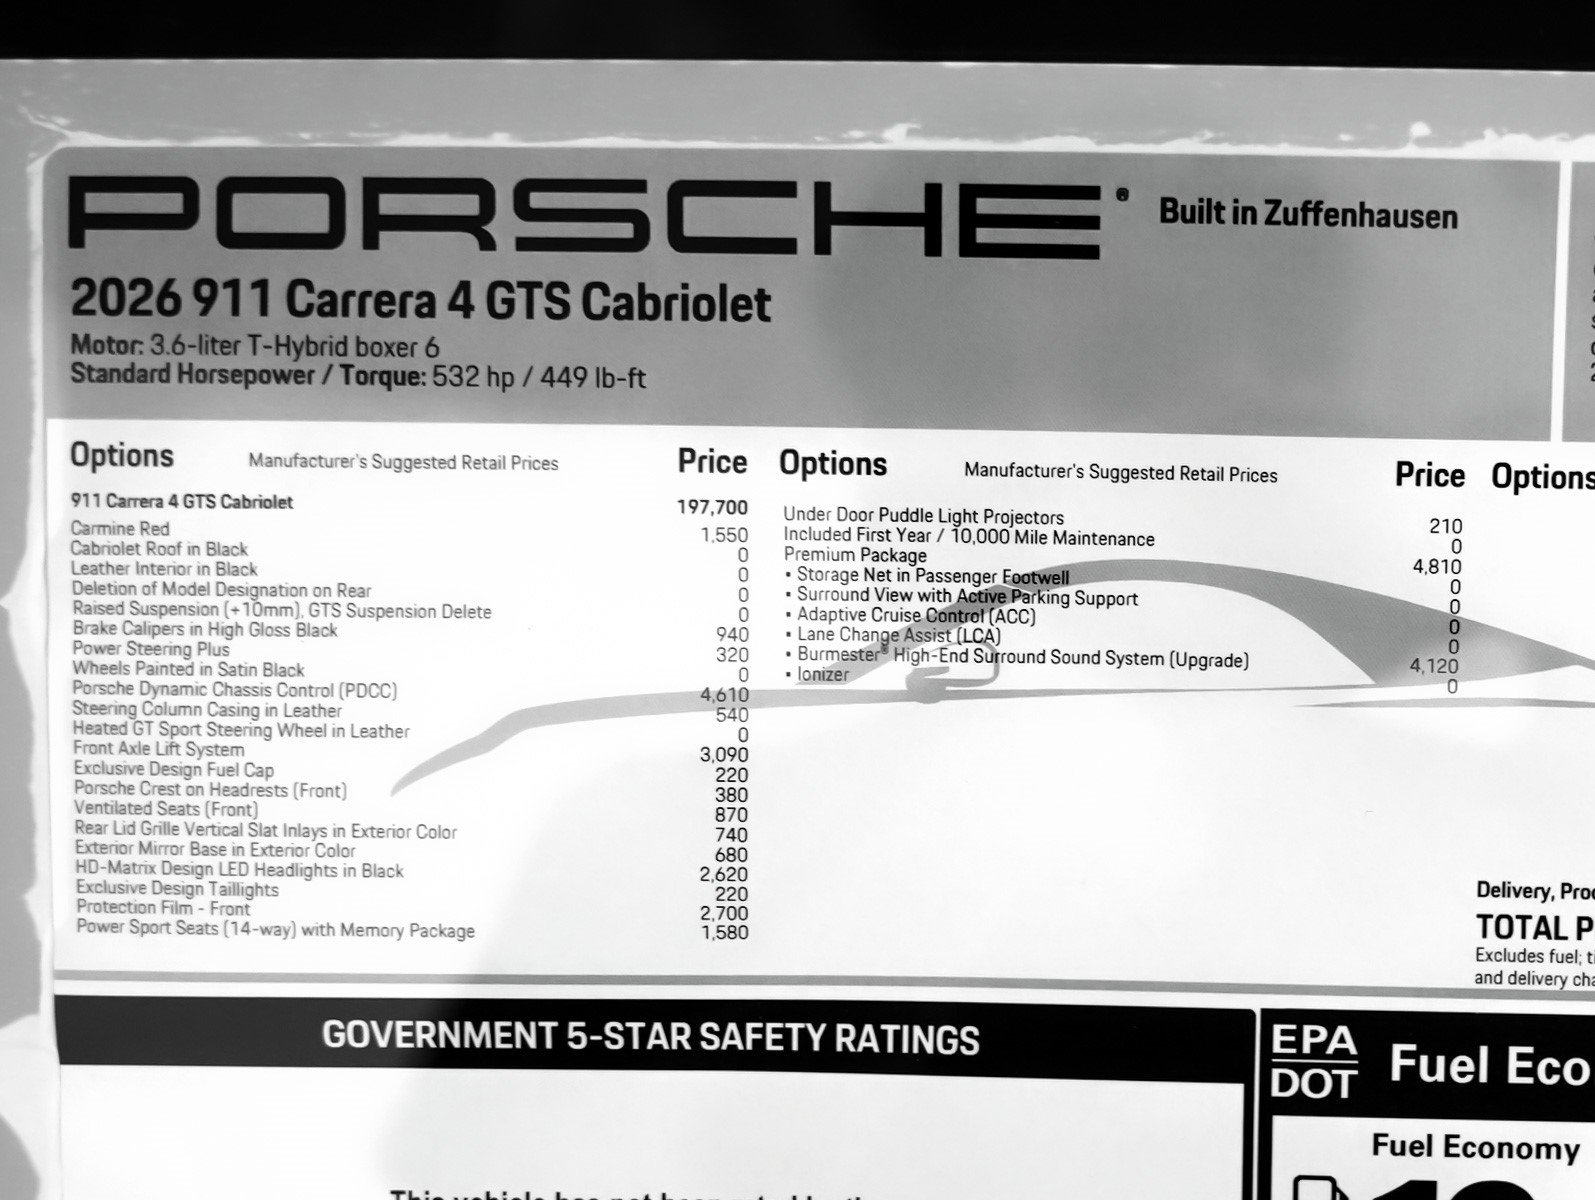 PORSCHE® Built in Zuffenhausen
2026 911 Carrera 4 GTS Cabriolet
Motor: 3.6-liter T-Hybrid boxer 6
Standard Horsepower / Torque: 532 hp / 449 lb-ft
Options Manufacturer's Suggested Retail Prices Price
911 Carrera 4 GTS Cabriolet 197,700
Carmine Red 1,550
Cabriolet Roof in Black 0
Leather Interior in Black 0
Deletion of Model Designation on Rear 0
Raised Suspension (+10mm), GTS Suspension Delete 0
Brake Calipers in High Gloss Black 940
Power Steering Plus 320
Wheels Painted in Satin Black 0
Porsche Dynamic Chassis Control (PDCC) 4,610
Steering Column Casing in Leather 540
Heated GT Sport Steering Wheel in Leather 0
Front Axle Lift System 3,090
Exclusive Design Fuel Cap 220
Porsche Crest on Headrests (Front) 380
Ventilated Seats (Front) 870
Rear Lid Grille Vertical Slat Inlays in Exterior Color 740
Exterior Mirror Base in Exterior Color 680
HD-Matrix Design LED Headlights in Black 2,620
Exclusive Design Taillights 220
Protection Film - Front 2,700
Power Sport Seats (14-way) with Memory Package 1,580
Options Manufacturer's Suggested Retail Prices Price
Under Door Puddle Light Projectors 210
Included First Year / 10,000 Mile Maintenance 0
Premium Package 4,810
• Storage Net in Passenger Footwell 0
• Surround View with Active Parking Support 0
• Adaptive Cruise Control (ACC) 0
• Lane Change Assist (LCA) 0
• Burmester® High-End Surround Sound System (Upgrade) 4,120
• Ionizer 0
Options
Delivery,
TOTAL
Excludes fuel;
and delivery
GOVERNMENT 5-STAR SAFETY RATINGS
EPA
DOT
Fuel Eco
Fuel Economy